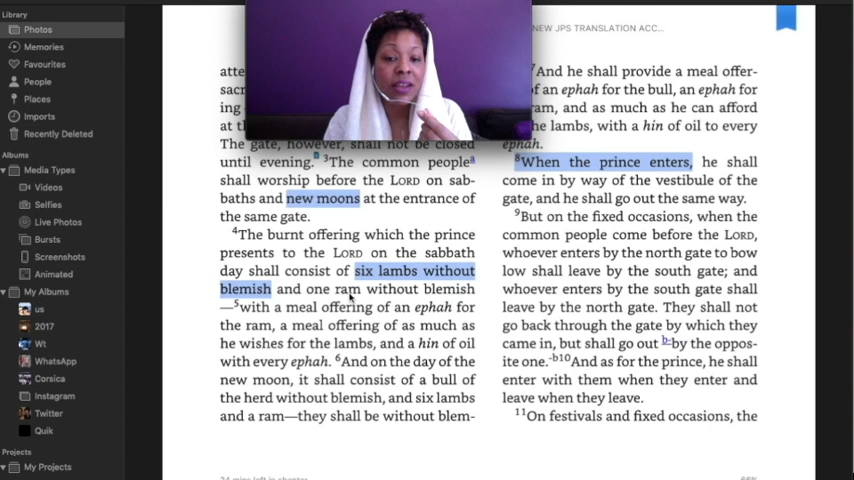 Library
Photos
Memories
Favourites
People
Places
Imports
Recently Deleted
Albums
Media Types
Videos
Selfies
Live Photos
Bursts
Screenshots
Animated
My Albums
us
2017
Wt
WhatsApp
Corsica
Instagram
Twitter
Quik
Projects
My Projects
atte
sacr
ing
at th
The gate, however, shall not be closed
until evening. 3The common peoplea
shall worship before the LORD on sab-
baths and new moons at the entrance of
the same gate.
4The burnt offering which the prince
presents to the LORD on the sabbath
day shall consist of six lambs without
blemish and one ram without blemish
—5with a meal offering of an ephah for
the ram, a meal offering of as much as
he wishes for the lambs, and a hin of oil
with every ephah. 6And on the day of the
new moon, it shall consist of a bull of
the herd without blemish, and six lambs
and a ram—they shall be without blem-
24 mins left in chapter
NEW JPS TRANSLATION ACC...
7And he shall provide a meal offer-
of an ephah for the bull, an ephah for
ram, and as much as he can afford
the lambs, with a hin of oil to every
ephah.
8When the prince enters, he shall
come in by way of the vestibule of the
gate, and he shall go out the same way.
9But on the fixed occasions, when the
common people come before the LORD,
whoever enters by the north gate to bow
low shall leave by the south gate; and
whoever enters by the south gate shall
leave by the north gate. They shall not
go back through the gate by which they
came in, but shall go out b-by the oppos-
ite one.-b10And as for the prince, he shall
enter with them when they enter and
leave when they leave.
11On festivals and fixed occasions, the
66%